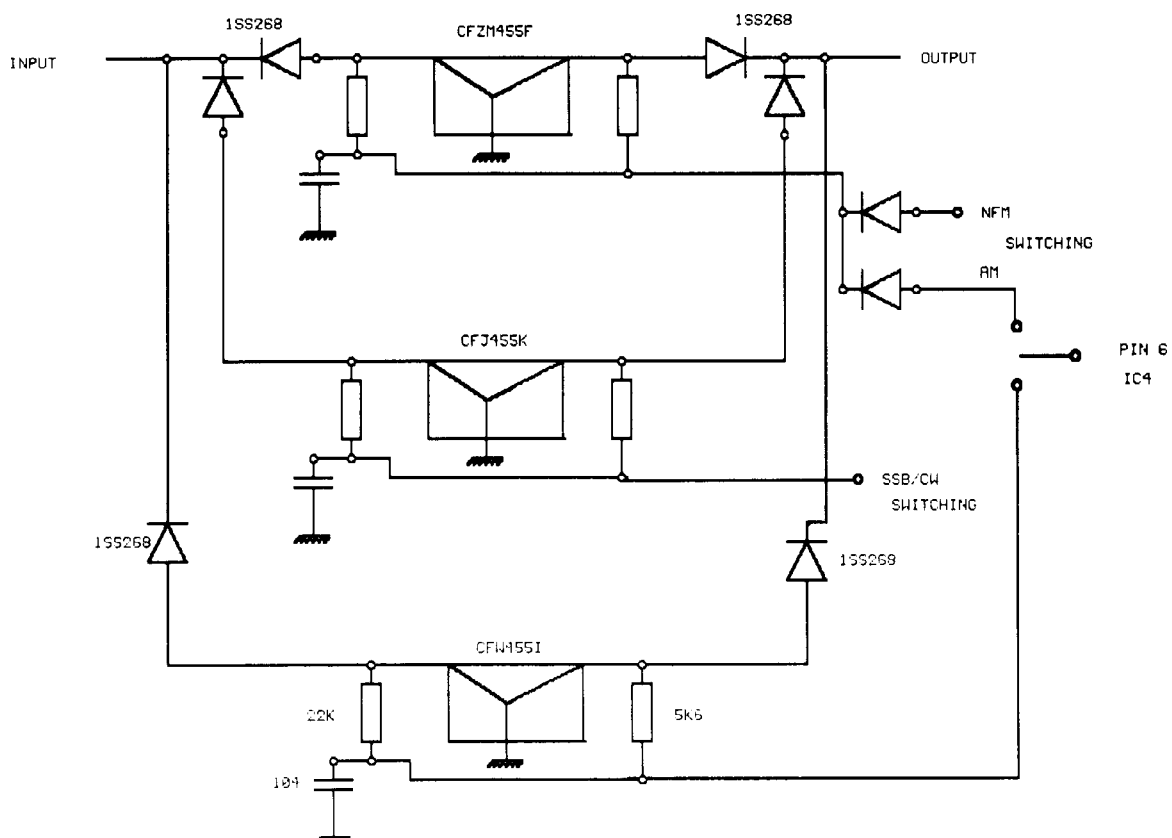 1SS268
CFZM455F
1SS268
INPUT
OUTPUT
NFM
SWITCHING
AM
CFJ455K
PIN 6
IC4
SSB/CW
SWITCHING
1SS268
1SS268
CFW455I
22K
5K6
104